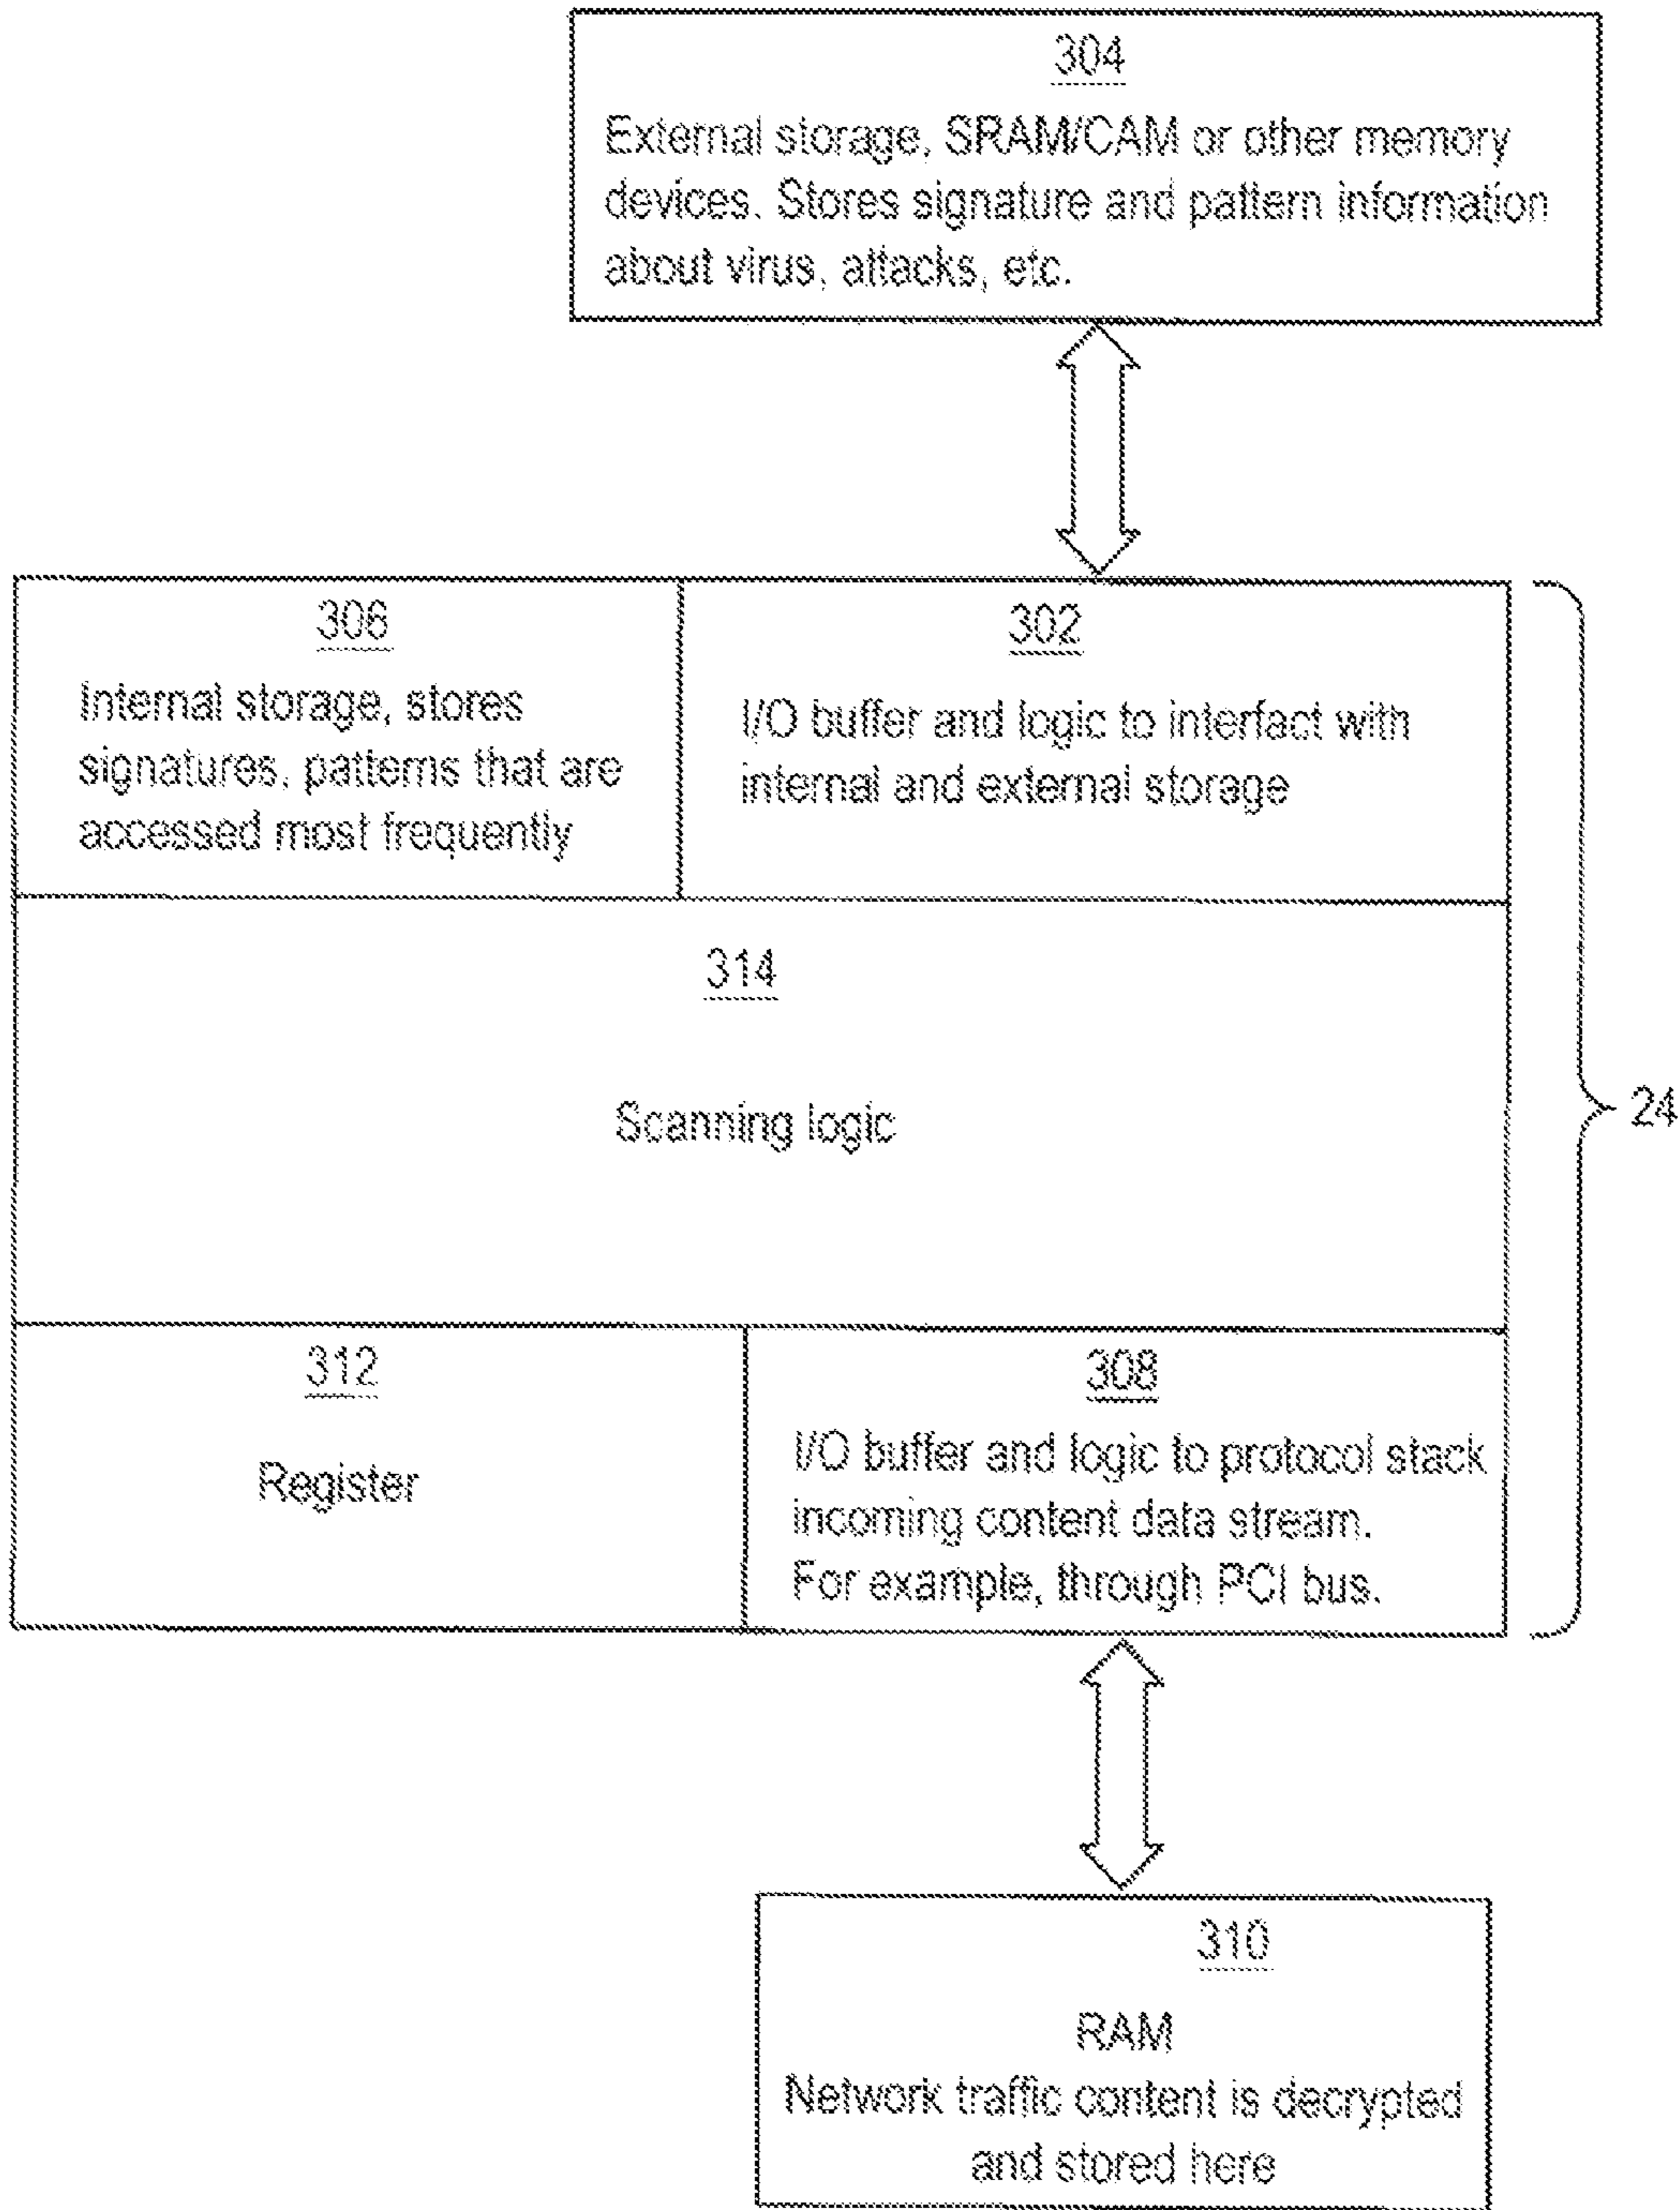 304
External storage, SRAM/CAM or other memory
devices. Stores signature and pattern information
about virus, attacks, etc.
306
Internal storage, stores
signatures, patterns that are
accessed most frequently
302
I/O buffer and logic to interfact with
internal and external storage
314
Scanning logic
24
312
Register
308
I/O buffer and logic to protocol stack
incoming content data stream.
For example, through PCI bus.
310
RAM
Network traffic content is decrypted
and stored here